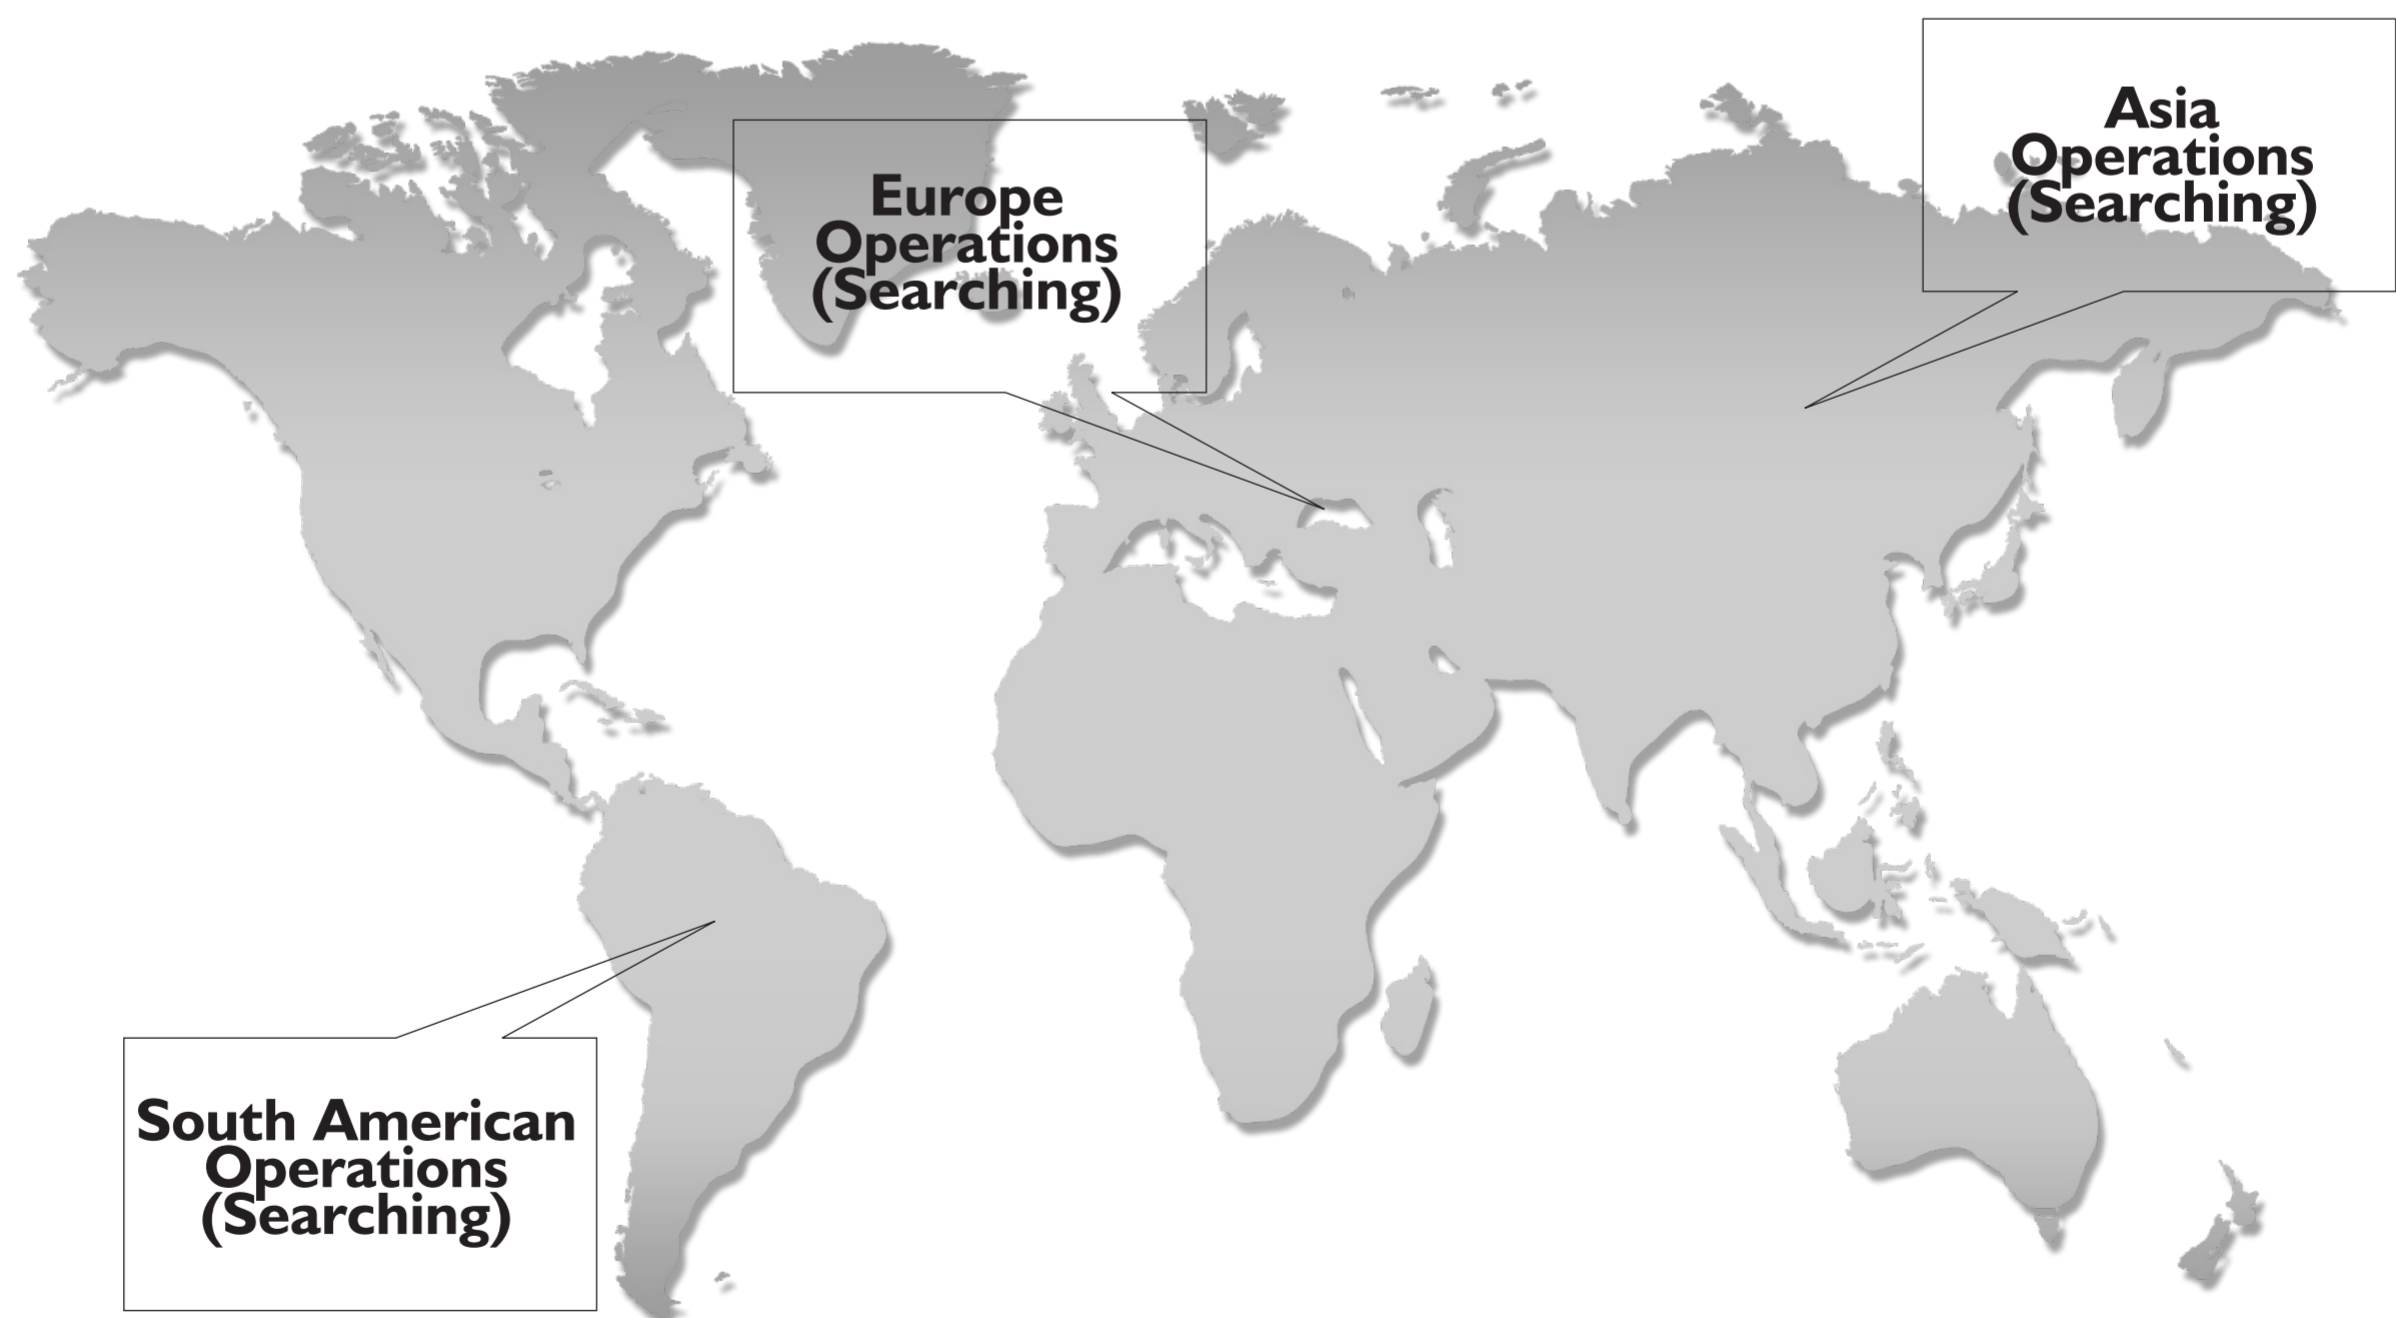 Asia
Operations
(Searching)
Europe
Operations
(Searching)
South American
Operations
(Searching)